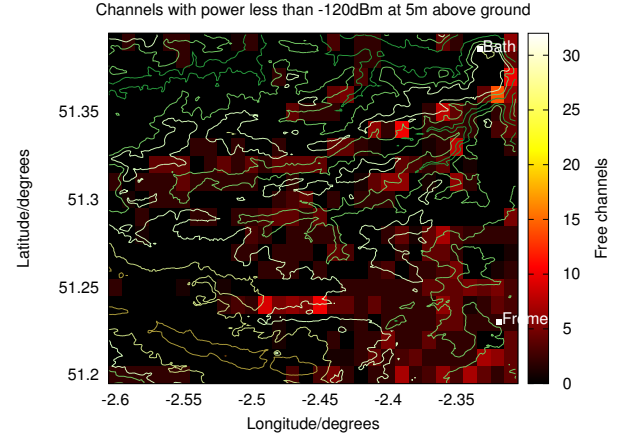 Channels with power less than -120dBm at 5m above ground
Bath
Frome
51.35
51.3
51.25
51.2
Latitude/degrees
-2.6
-2.55
-2.5
-2.45
-2.4
-2.35
Longitude/degrees
30
25
20
15
10
5
0
Free channels